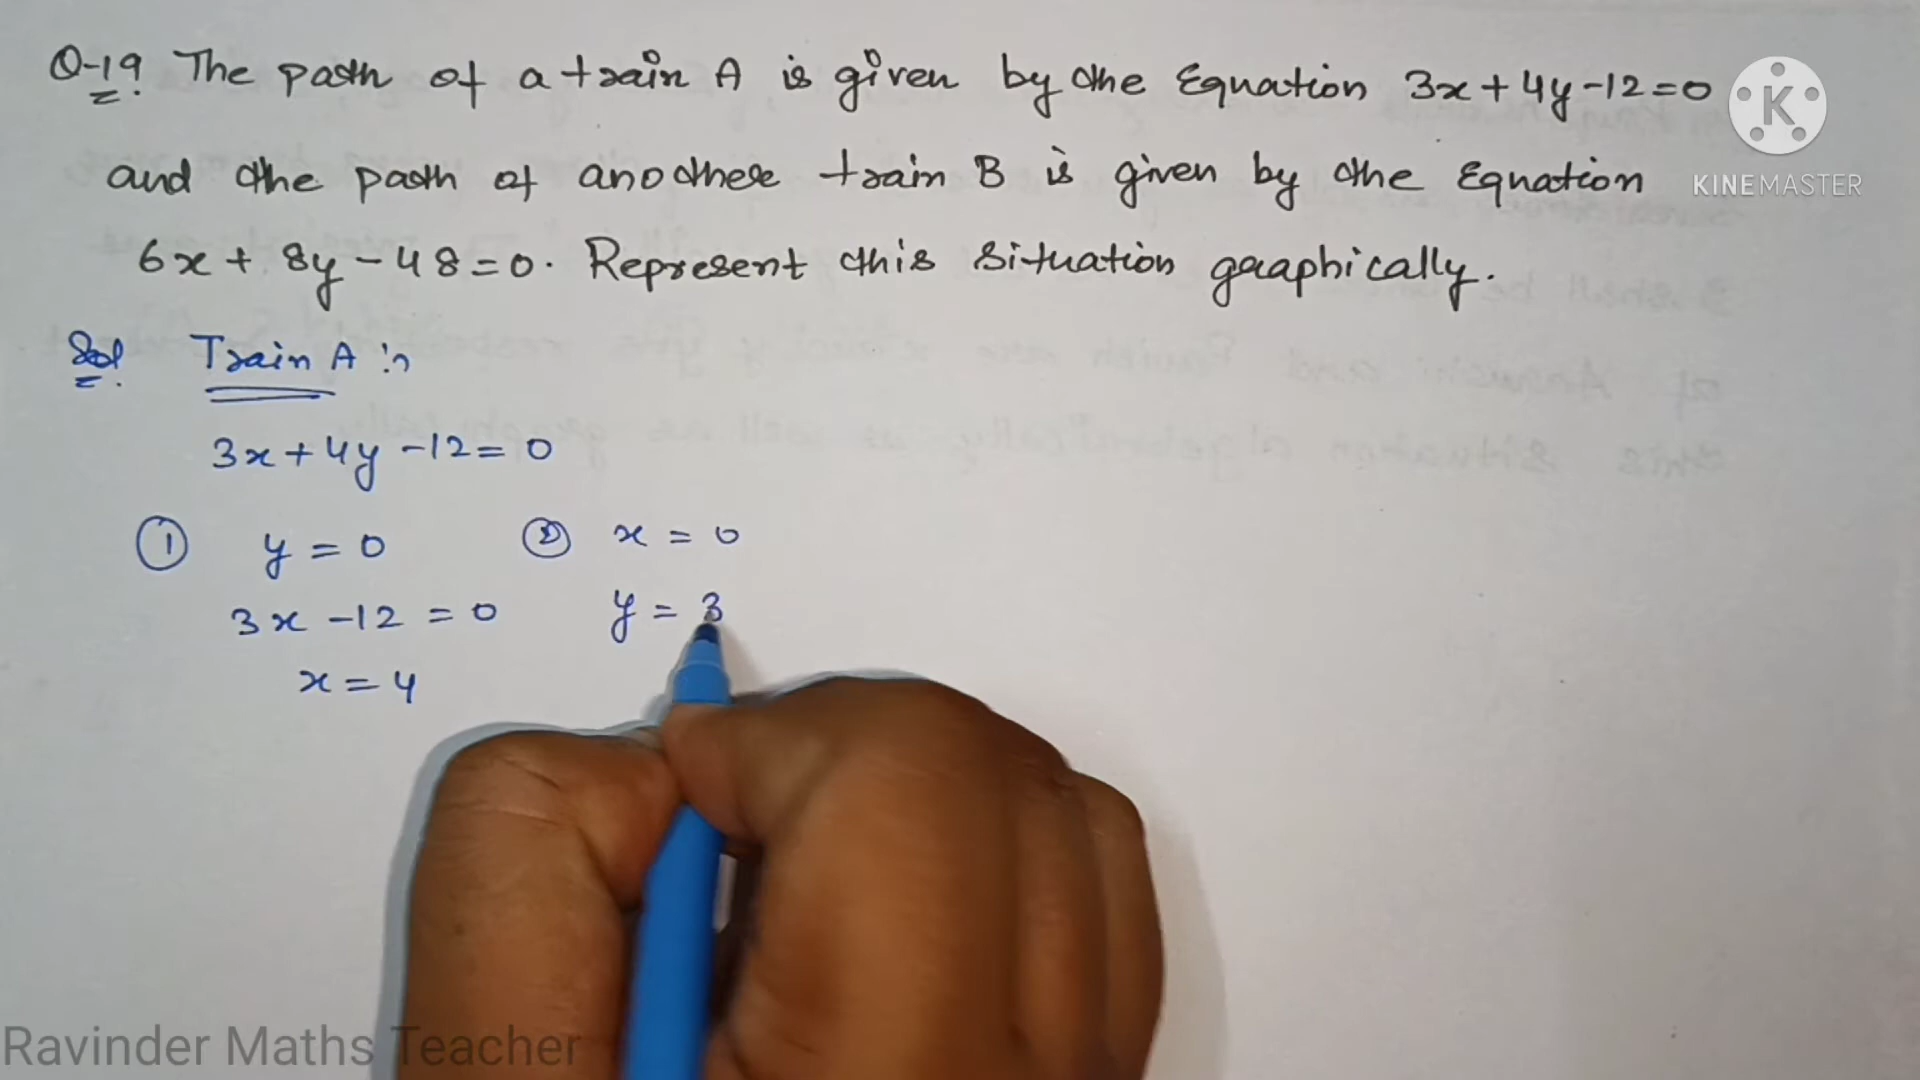 Q-19. The path of a train A is given by the Equation 3x + 4y - 12 = 0
and the path of another train B is given by the Equation
6x + 8y - 48 = 0. Represent this situation graphically.
Sol. Train A :-
3x + 4y - 12 = 0
① y = 0
3x - 12 = 0
x = 4
② x = 0
y = 3
K
KINEMASTER
Ravinder Maths Teacher